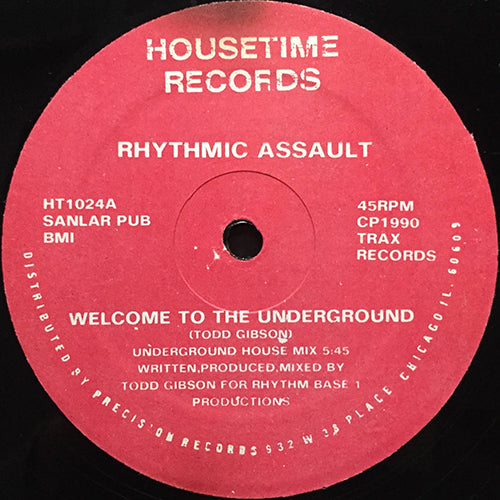 HOUSETIME
RECORDS
RHYTHMIC ASSAULT
HT1024A
SANLAR PUB
BMI
45RPM
CP1990
TRAX
RECORDS
WELCOME TO THE UNDERGROUND
(TODD GIBSON)
UNDERGROUND HOUSE MIX 5:45
WRITTEN,PRODUCED,MIXED BY
TODD GIBSON FOR RHYTHM BASE 1
PRODUCTIONS
DISTRIBUTED BY PRECISION RECORDS 932 W 38 PLACE CHICAGO IL. 60609